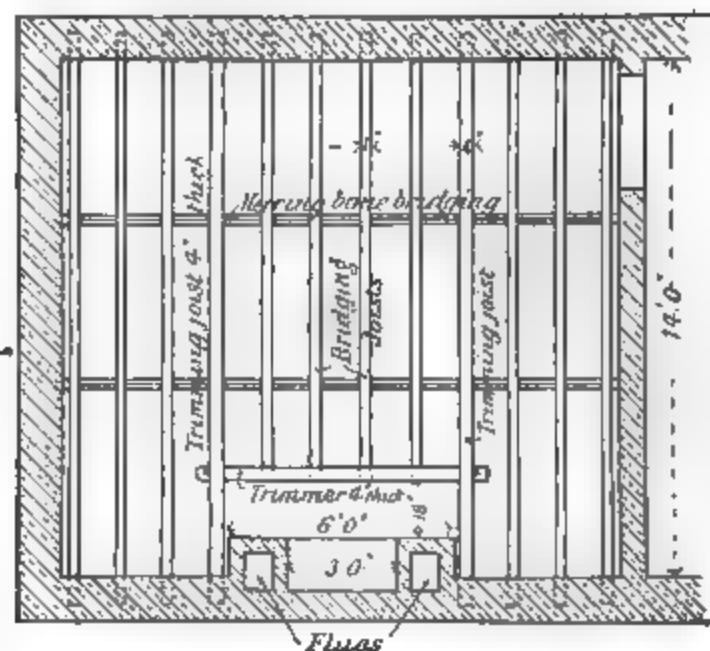 Herring bone bridging
Trimming joist 4" thick
Bridging
Joists
Trimming joist
14'.0"
Trimmer 4" thick
18"
6'0"
3 0"
Flues